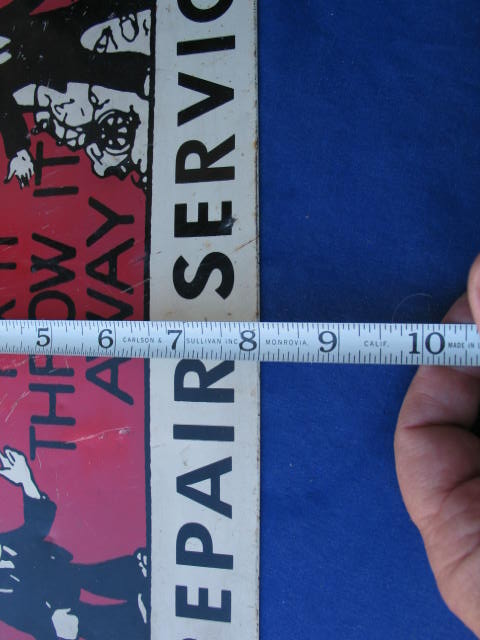 THROW IT
AWAY
REPAIR SERVIC
5 6 CARLSON & 7 SULLIVAN INC. 8 MONROVIA, 9 CALIF. 10 MADE IN